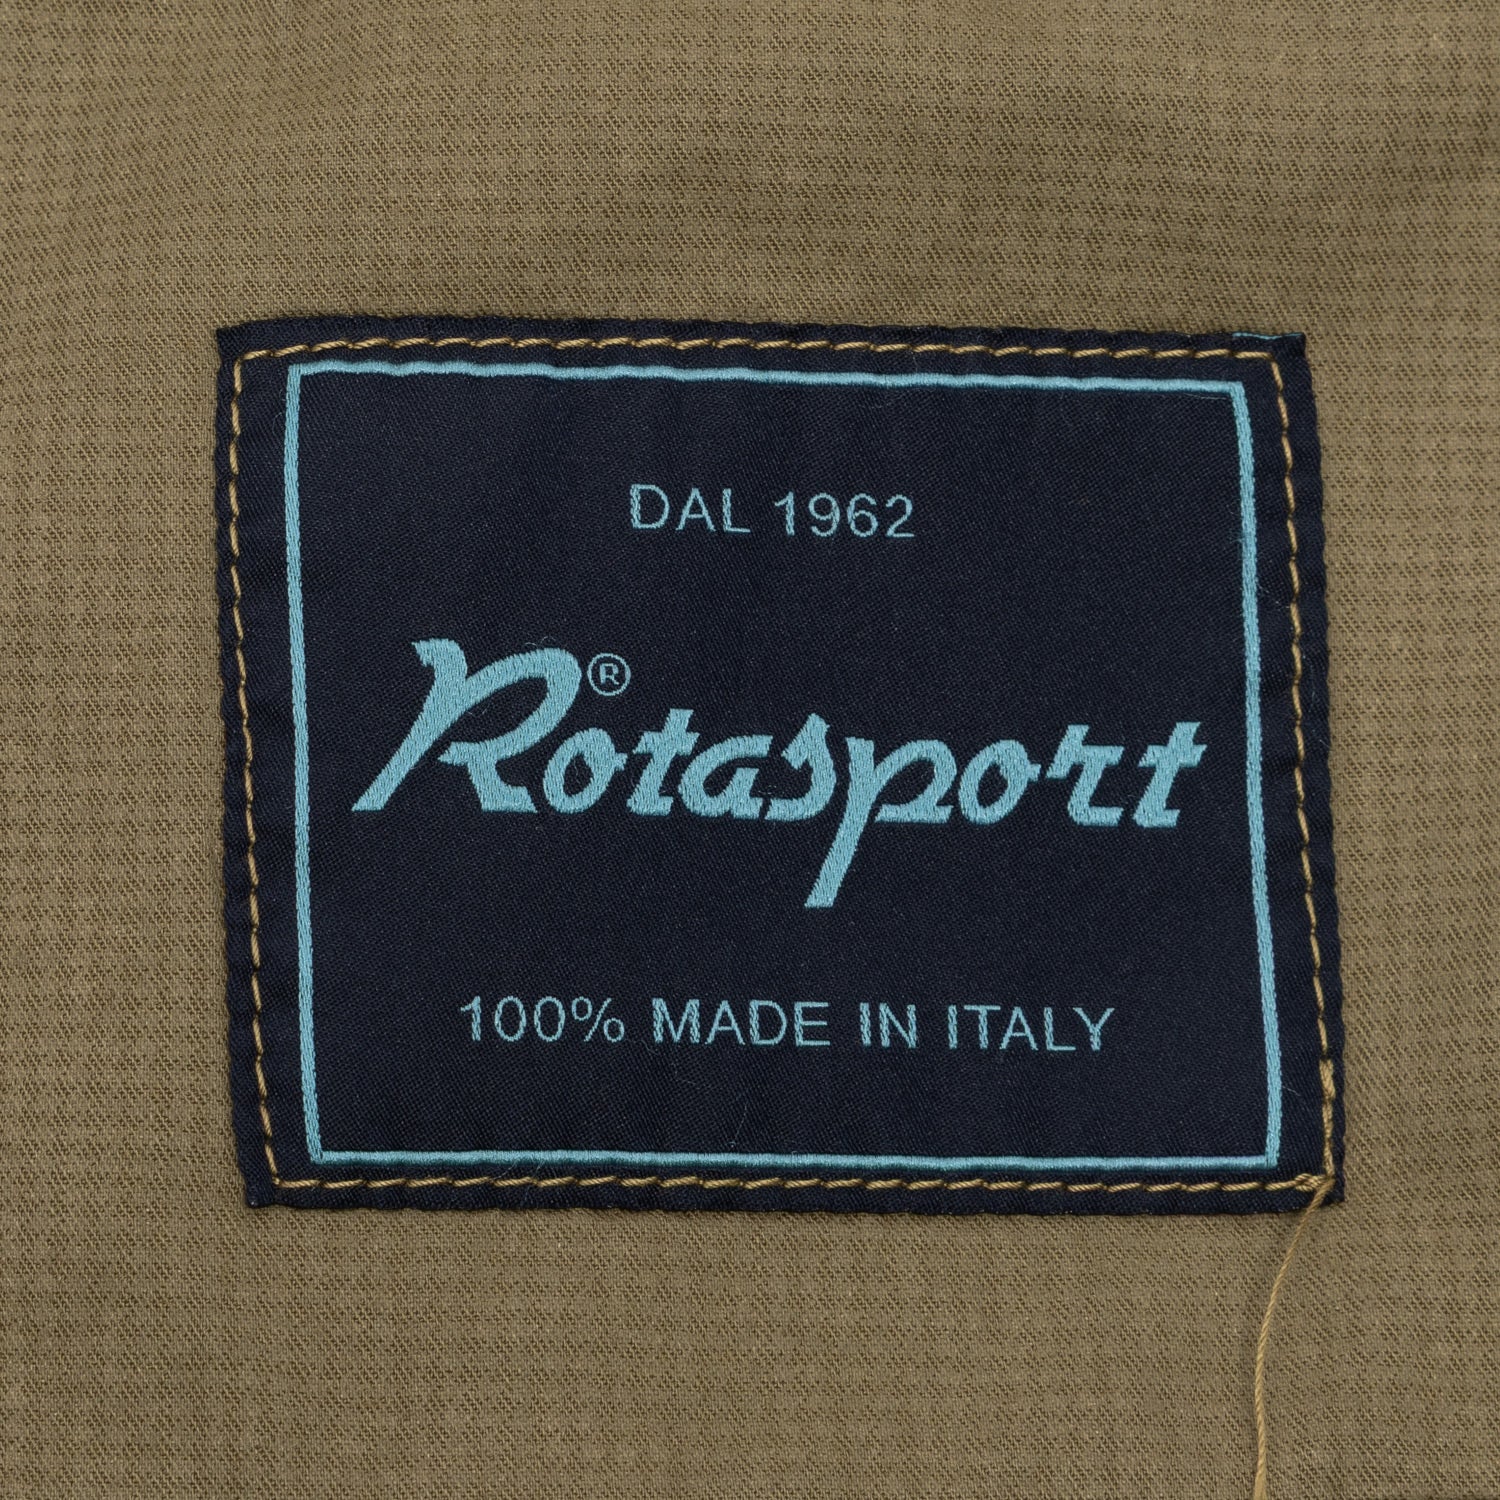 DAL 1962
Rotasport®
100% MADE IN ITALY